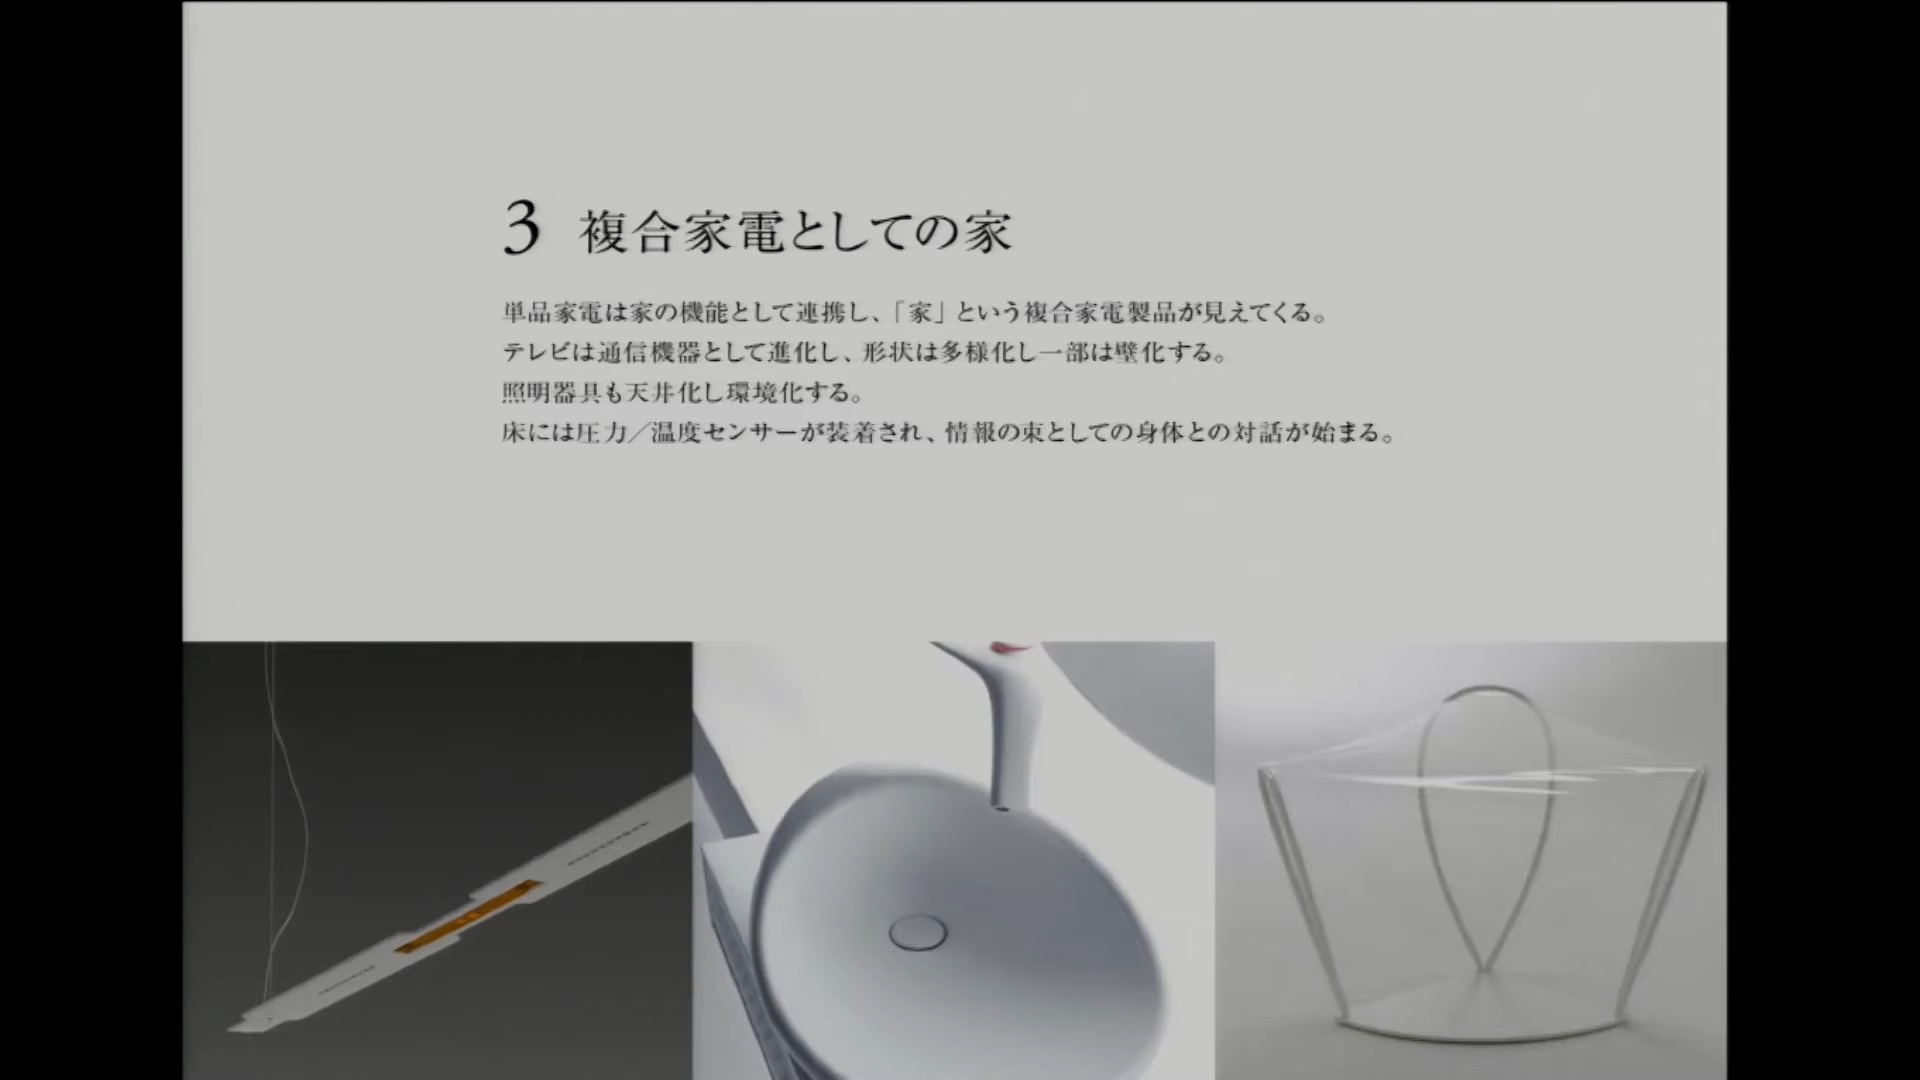 3 複合家電としての家
単品家電は家の機能として連携し、「家」という複合家電製品が見えてくる。
テレビは通信機器として進化し、形状は多様化し一部は壁化する。
照明器具も天井化し環境化する。
床には圧力／温度センサーが装着され、情報の束としての身体との対話が始まる。